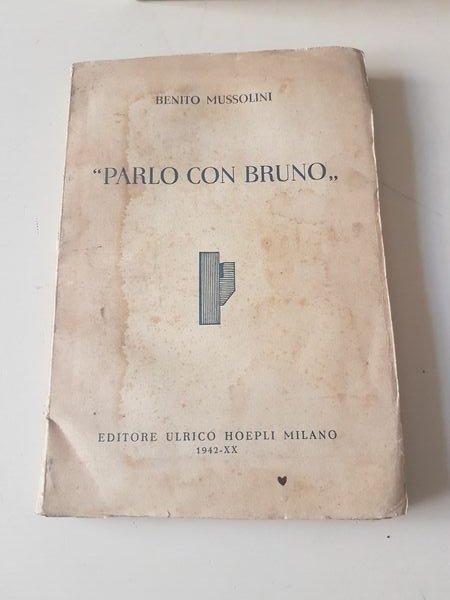 BENITO MUSSOLINI
“PARLO CON BRUNO„
EDITORE ULRICO HOEPLI MILANO
1942-XX